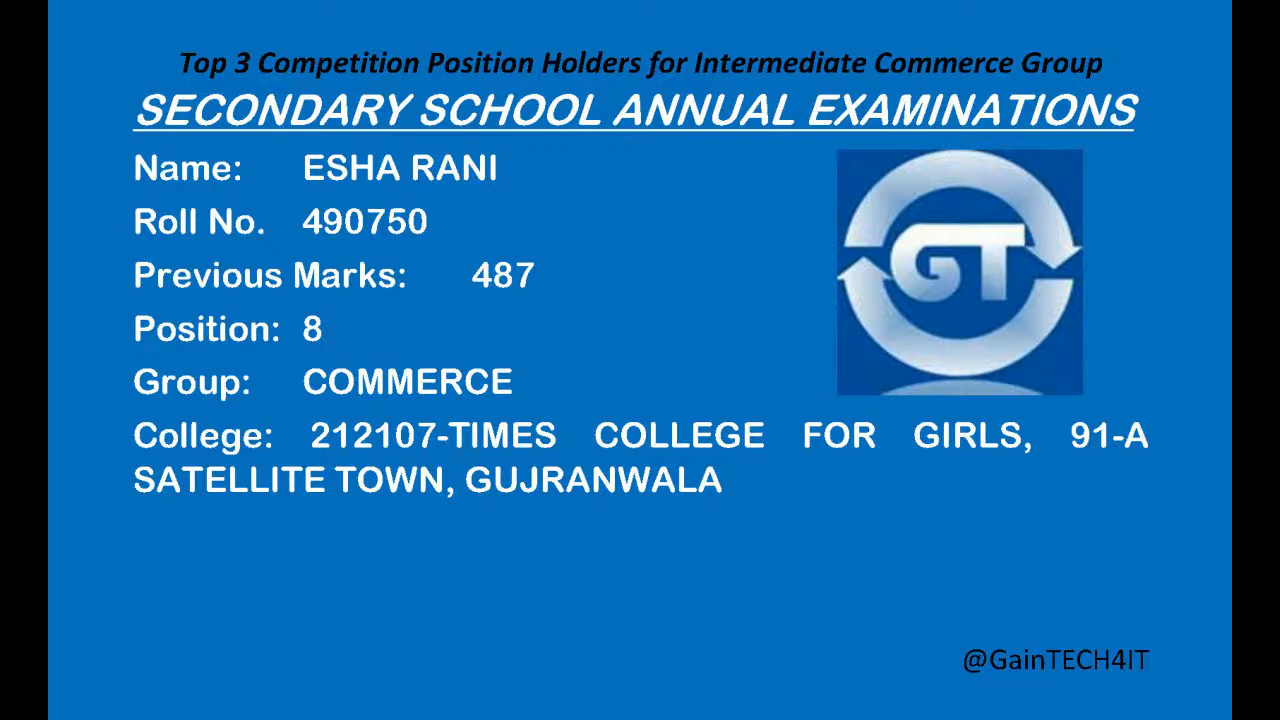 Top 3 Competition Position Holders for Intermediate Commerce Group
SECONDARY SCHOOL ANNUAL EXAMINATIONS
Name: ESHA RANI
Roll No. 490750
Previous Marks: 487
Position: 8
Group: COMMERCE
College: 212107-TIMES COLLEGE FOR GIRLS, 91-A
SATELLITE TOWN, GUJRANWALA
GT
@GainTECH4IT